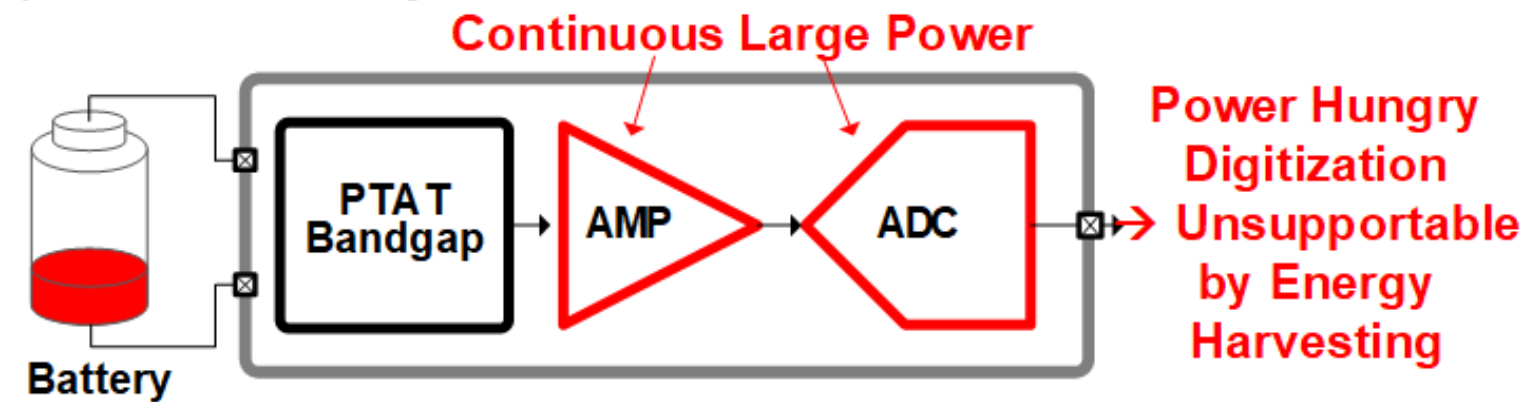 Continuous Large Power
PTAT
Bandgap
AMP
ADC
Power Hungry
Digitization
→ Unsupportable
by Energy
Harvesting
Battery